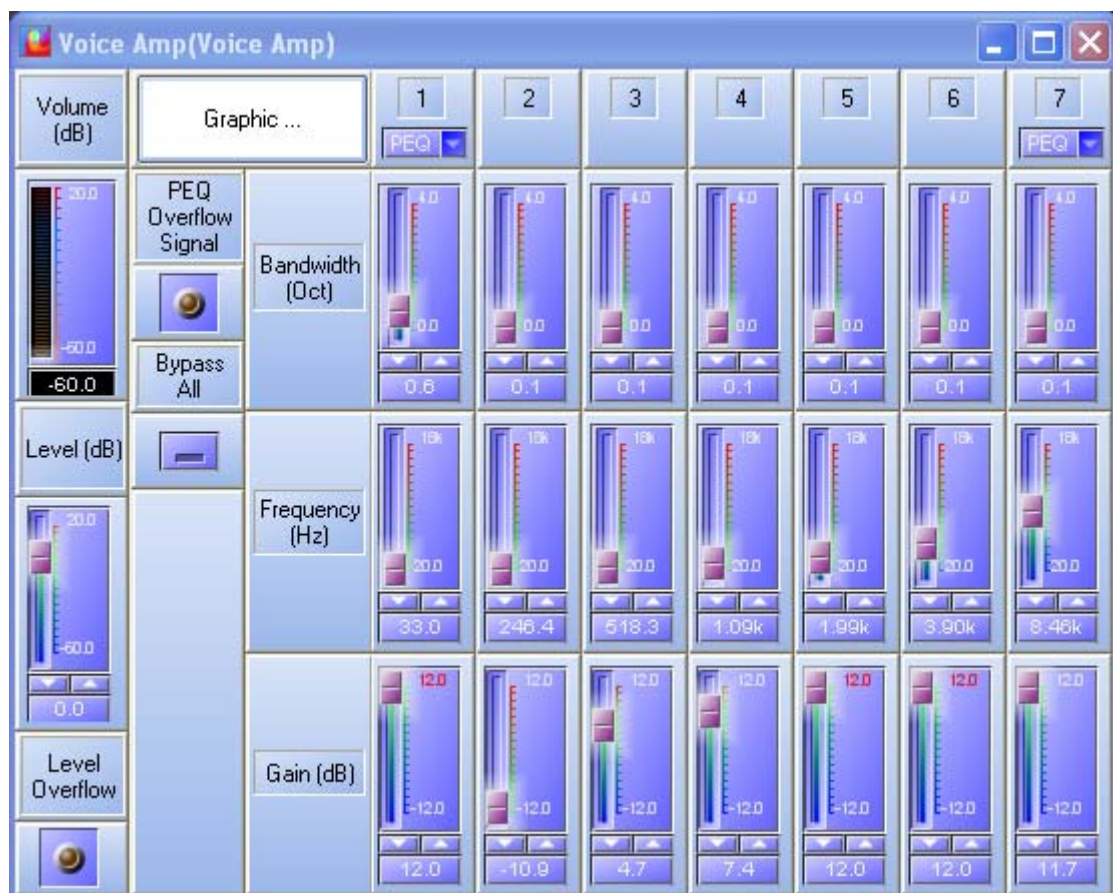 Voice Amp(Voice Amp)
Volume
(dB)
Graphic ...
1
2
3
4
5
6
7
PEQ
PEQ
20.0
-60.0
-60.0
PEQ
Overflow
Signal
Bypass
All
Level (dB)
20.0
-60.0
0.0
Level
Overflow
Bandwidth
(Oct)
4.0 4.0 4.0 4.0 4.0 4.0 4.0
0.0 0.0 0.0 0.0 0.0 0.0 0.0
0.6 0.1 0.1 0.1 0.1 0.1 0.1
Frequency
(Hz)
18k 18k 18k 18k 18k 18k 18k
20.0 20.0 20.0 20.0 20.0 20.0 20.0
33.0 246.4 518.3 1.09k 1.99k 3.90k 8.46k
Gain (dB)
12.0 12.0 12.0 12.0 12.0 12.0 12.0
-12.0 -12.0 -12.0 -12.0 -12.0 -12.0 -12.0
12.0 -10.9 4.7 7.4 12.0 12.0 11.7